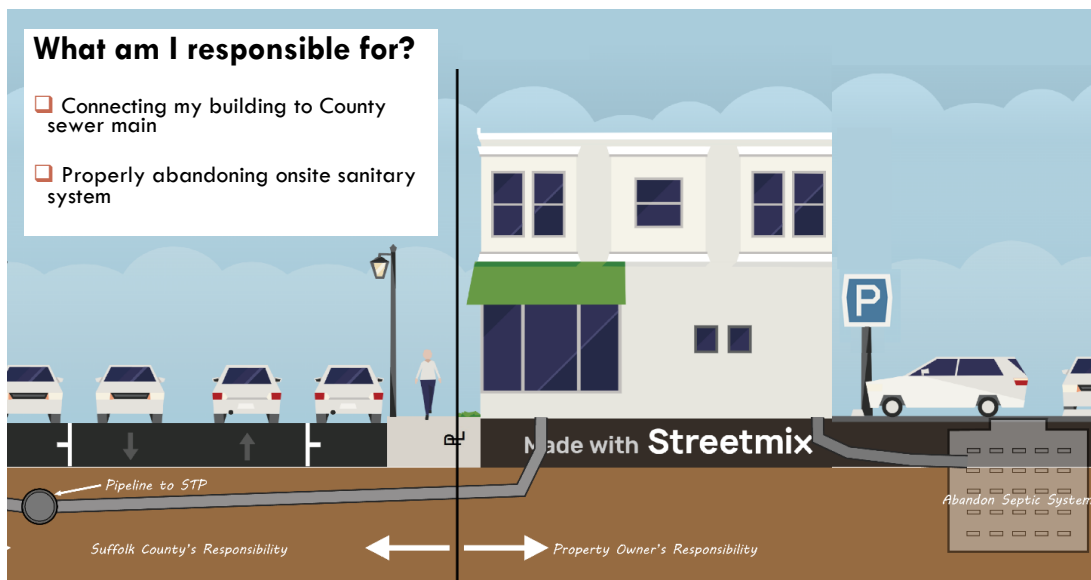 What am I responsible for?
Connecting my building to County
sewer main
Properly abandoning onsite sanitary
system
P
PL
Made with Streetmix
Pipeline to STP
Abandon Septic System
Suffolk County's Responsibility
Property Owner's Responsibility